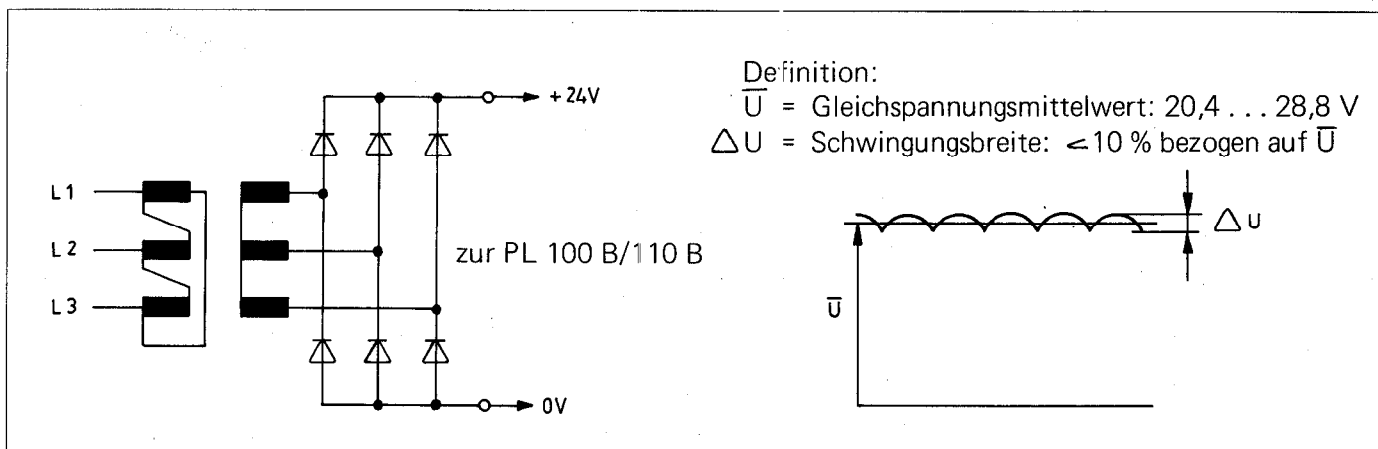 Definition:
U̅ = Gleichspannungsmittelwert: 20,4 . . . 28,8 V
△U = Schwingungsbreite: ⩽10 % bezogen auf U̅
+24V
L1
L2
L3
zur PL 100 B/110 B
0V
U̅
△U